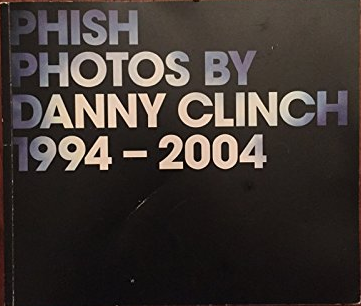 PHISH
PHOTOS BY
DANNY CLINCH
1994 – 2004